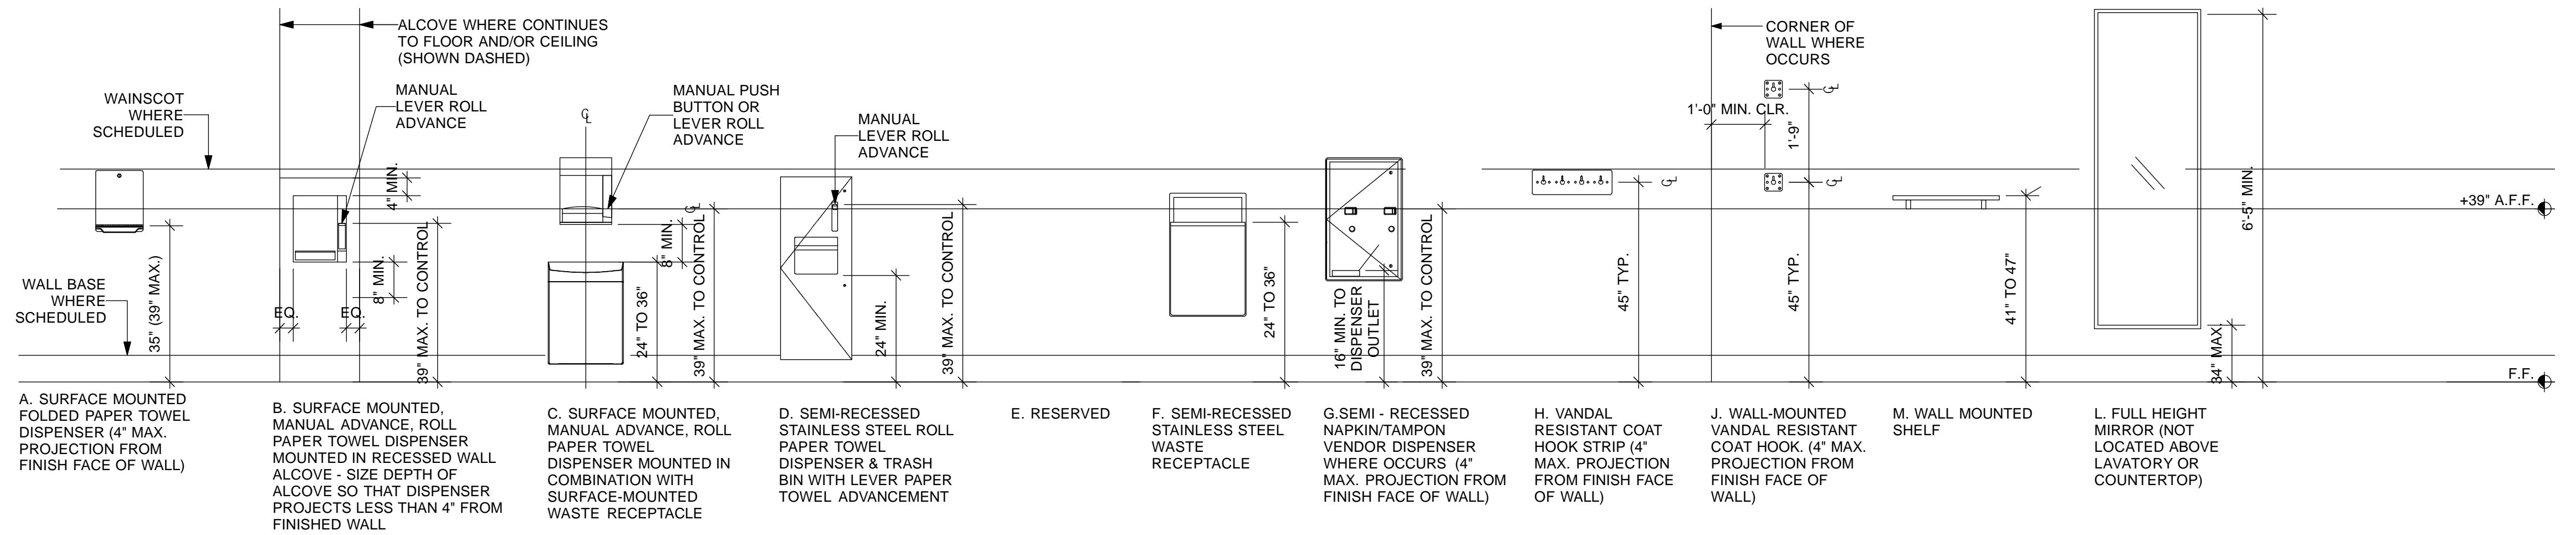 ALCOVE WHERE CONTINUES
TO FLOOR AND/OR CEILING
(SHOWN DASHED)
WAINSCOT
WHERE
SCHEDULED
MANUAL
LEVER ROLL
ADVANCE
MANUAL PUSH
BUTTON OR
LEVER ROLL
ADVANCE
MANUAL
LEVER ROLL
ADVANCE
CORNER OF
WALL WHERE
OCCURS
1'-0" MIN. CLR.
1'-9"
WALL BASE
WHERE
SCHEDULED
35" (39" MAX.)
EQ.
EQ.
4" MIN.
8" MIN.
39" MAX. TO CONTROL
CL
24" TO 36"
8" MIN.
39" MAX. TO CONTROL
CL
24" MIN.
39" MAX. TO CONTROL
24" TO 36"
16" MIN. TO
DISPENSER
OUTLET
39" MAX. TO CONTROL
45" TYP.
CL
45" TYP.
CL
CL
41" TO 47"
34" MAX.
6'-5" MIN.
+39" A.F.F.
F.F.
A. SURFACE MOUNTED
FOLDED PAPER TOWEL
DISPENSER (4" MAX.
PROJECTION FROM
FINISH FACE OF WALL)
B. SURFACE MOUNTED,
MANUAL ADVANCE, ROLL
PAPER TOWEL DISPENSER
MOUNTED IN RECESSED WALL
ALCOVE - SIZE DEPTH OF
ALCOVE SO THAT DISPENSER
PROJECTS LESS THAN 4" FROM
FINISHED WALL
C. SURFACE MOUNTED,
MANUAL ADVANCE, ROLL
PAPER TOWEL
DISPENSER MOUNTED IN
COMBINATION WITH
SURFACE-MOUNTED
WASTE RECEPTACLE
D. SEMI-RECESSED
STAINLESS STEEL ROLL
PAPER TOWEL
DISPENSER & TRASH
BIN WITH LEVER PAPER
TOWEL ADVANCEMENT
E. RESERVED
F. SEMI-RECESSED
STAINLESS STEEL
WASTE
RECEPTACLE
G.SEMI - RECESSED
NAPKIN/TAMPON
VENDOR DISPENSER
WHERE OCCURS (4"
MAX. PROJECTION FROM
FINISH FACE OF WALL)
H. VANDAL
RESISTANT COAT
HOOK STRIP (4"
MAX. PROJECTION
FROM FINISH FACE
OF WALL)
J. WALL-MOUNTED
VANDAL RESISTANT
COAT HOOK. (4" MAX.
PROJECTION FROM
FINISH FACE OF
WALL)
M. WALL MOUNTED
SHELF
L. FULL HEIGHT
MIRROR (NOT
LOCATED ABOVE
LAVATORY OR
COUNTERTOP)